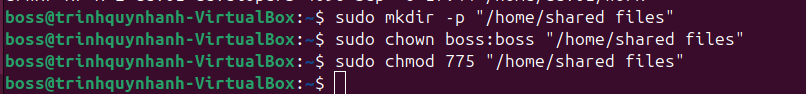 boss@trinhquynhanh-VirtualBox:~$ sudo mkdir -p "/home/shared files"
boss@trinhquynhanh-VirtualBox:~$ sudo chown boss:boss "/home/shared files"
boss@trinhquynhanh-VirtualBox:~$ sudo chmod 775 "/home/shared files"
boss@trinhquynhanh-VirtualBox:~$